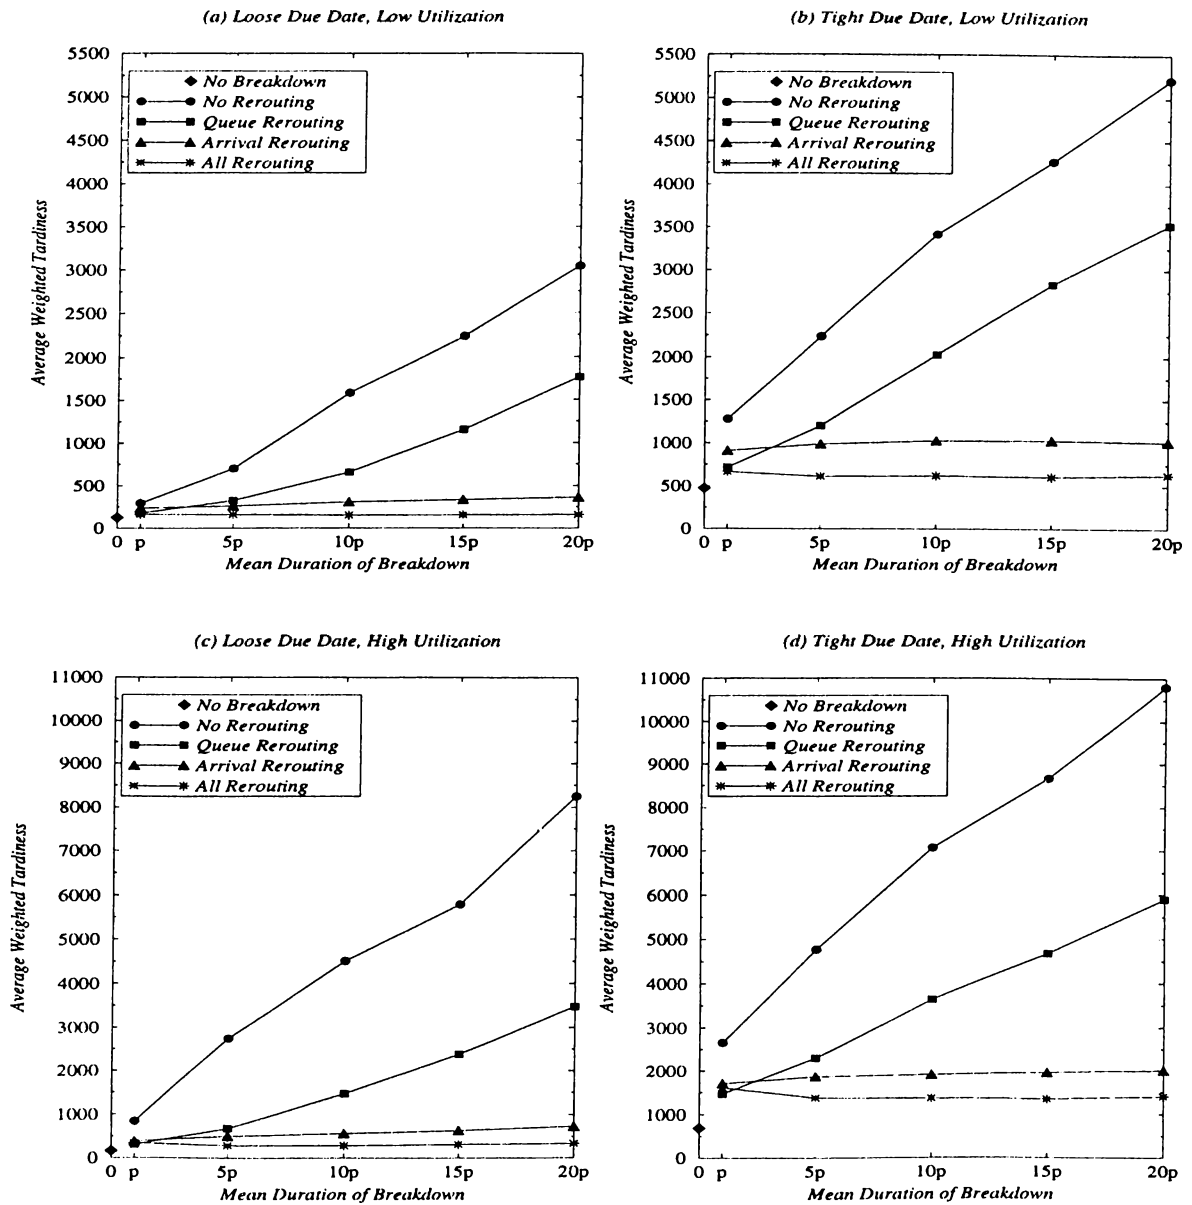 (a) Loose Due Date, Low Utilization
5500
5000
4500
4000
3500
3000
2500
2000
1500
1000
500
0
No Breakdown
No Rerouting
Queue Rerouting
Arrival Rerouting
All Rerouting
Average Weighted Tardiness
0 p 5p 10p 15p 20p
Mean Duration of Breakdown
(b) Tight Due Date, Low Utilization
5500
5000
4500
4000
3500
3000
2500
2000
1500
1000
500
0
No Breakdown
No Rerouting
Queue Rerouting
Arrival Rerouting
All Rerouting
Average Weighted Tardiness
0 p 5p 10p 15p 20p
Mean Duration of Breakdown
(c) Loose Due Date, High Utilization
11000
10000
9000
8000
7000
6000
5000
4000
3000
2000
1000
0
No Breakdown
No Rerouting
Queue Rerouting
Arrival Rerouting
All Rerouting
Average Weighted Tardiness
0 p 5p 10p 15p 20p
Mean Duration of Breakdown
(d) Tight Due Date, High Utilization
11000
10000
9000
8000
7000
6000
5000
4000
3000
2000
1000
0
No Breakdown
No Rerouting
Queue Rerouting
Arrival Rerouting
All Rerouting
Average Weighted Tardiness
0 p 5p 10p 15p 20p
Mean Duration of Breakdown